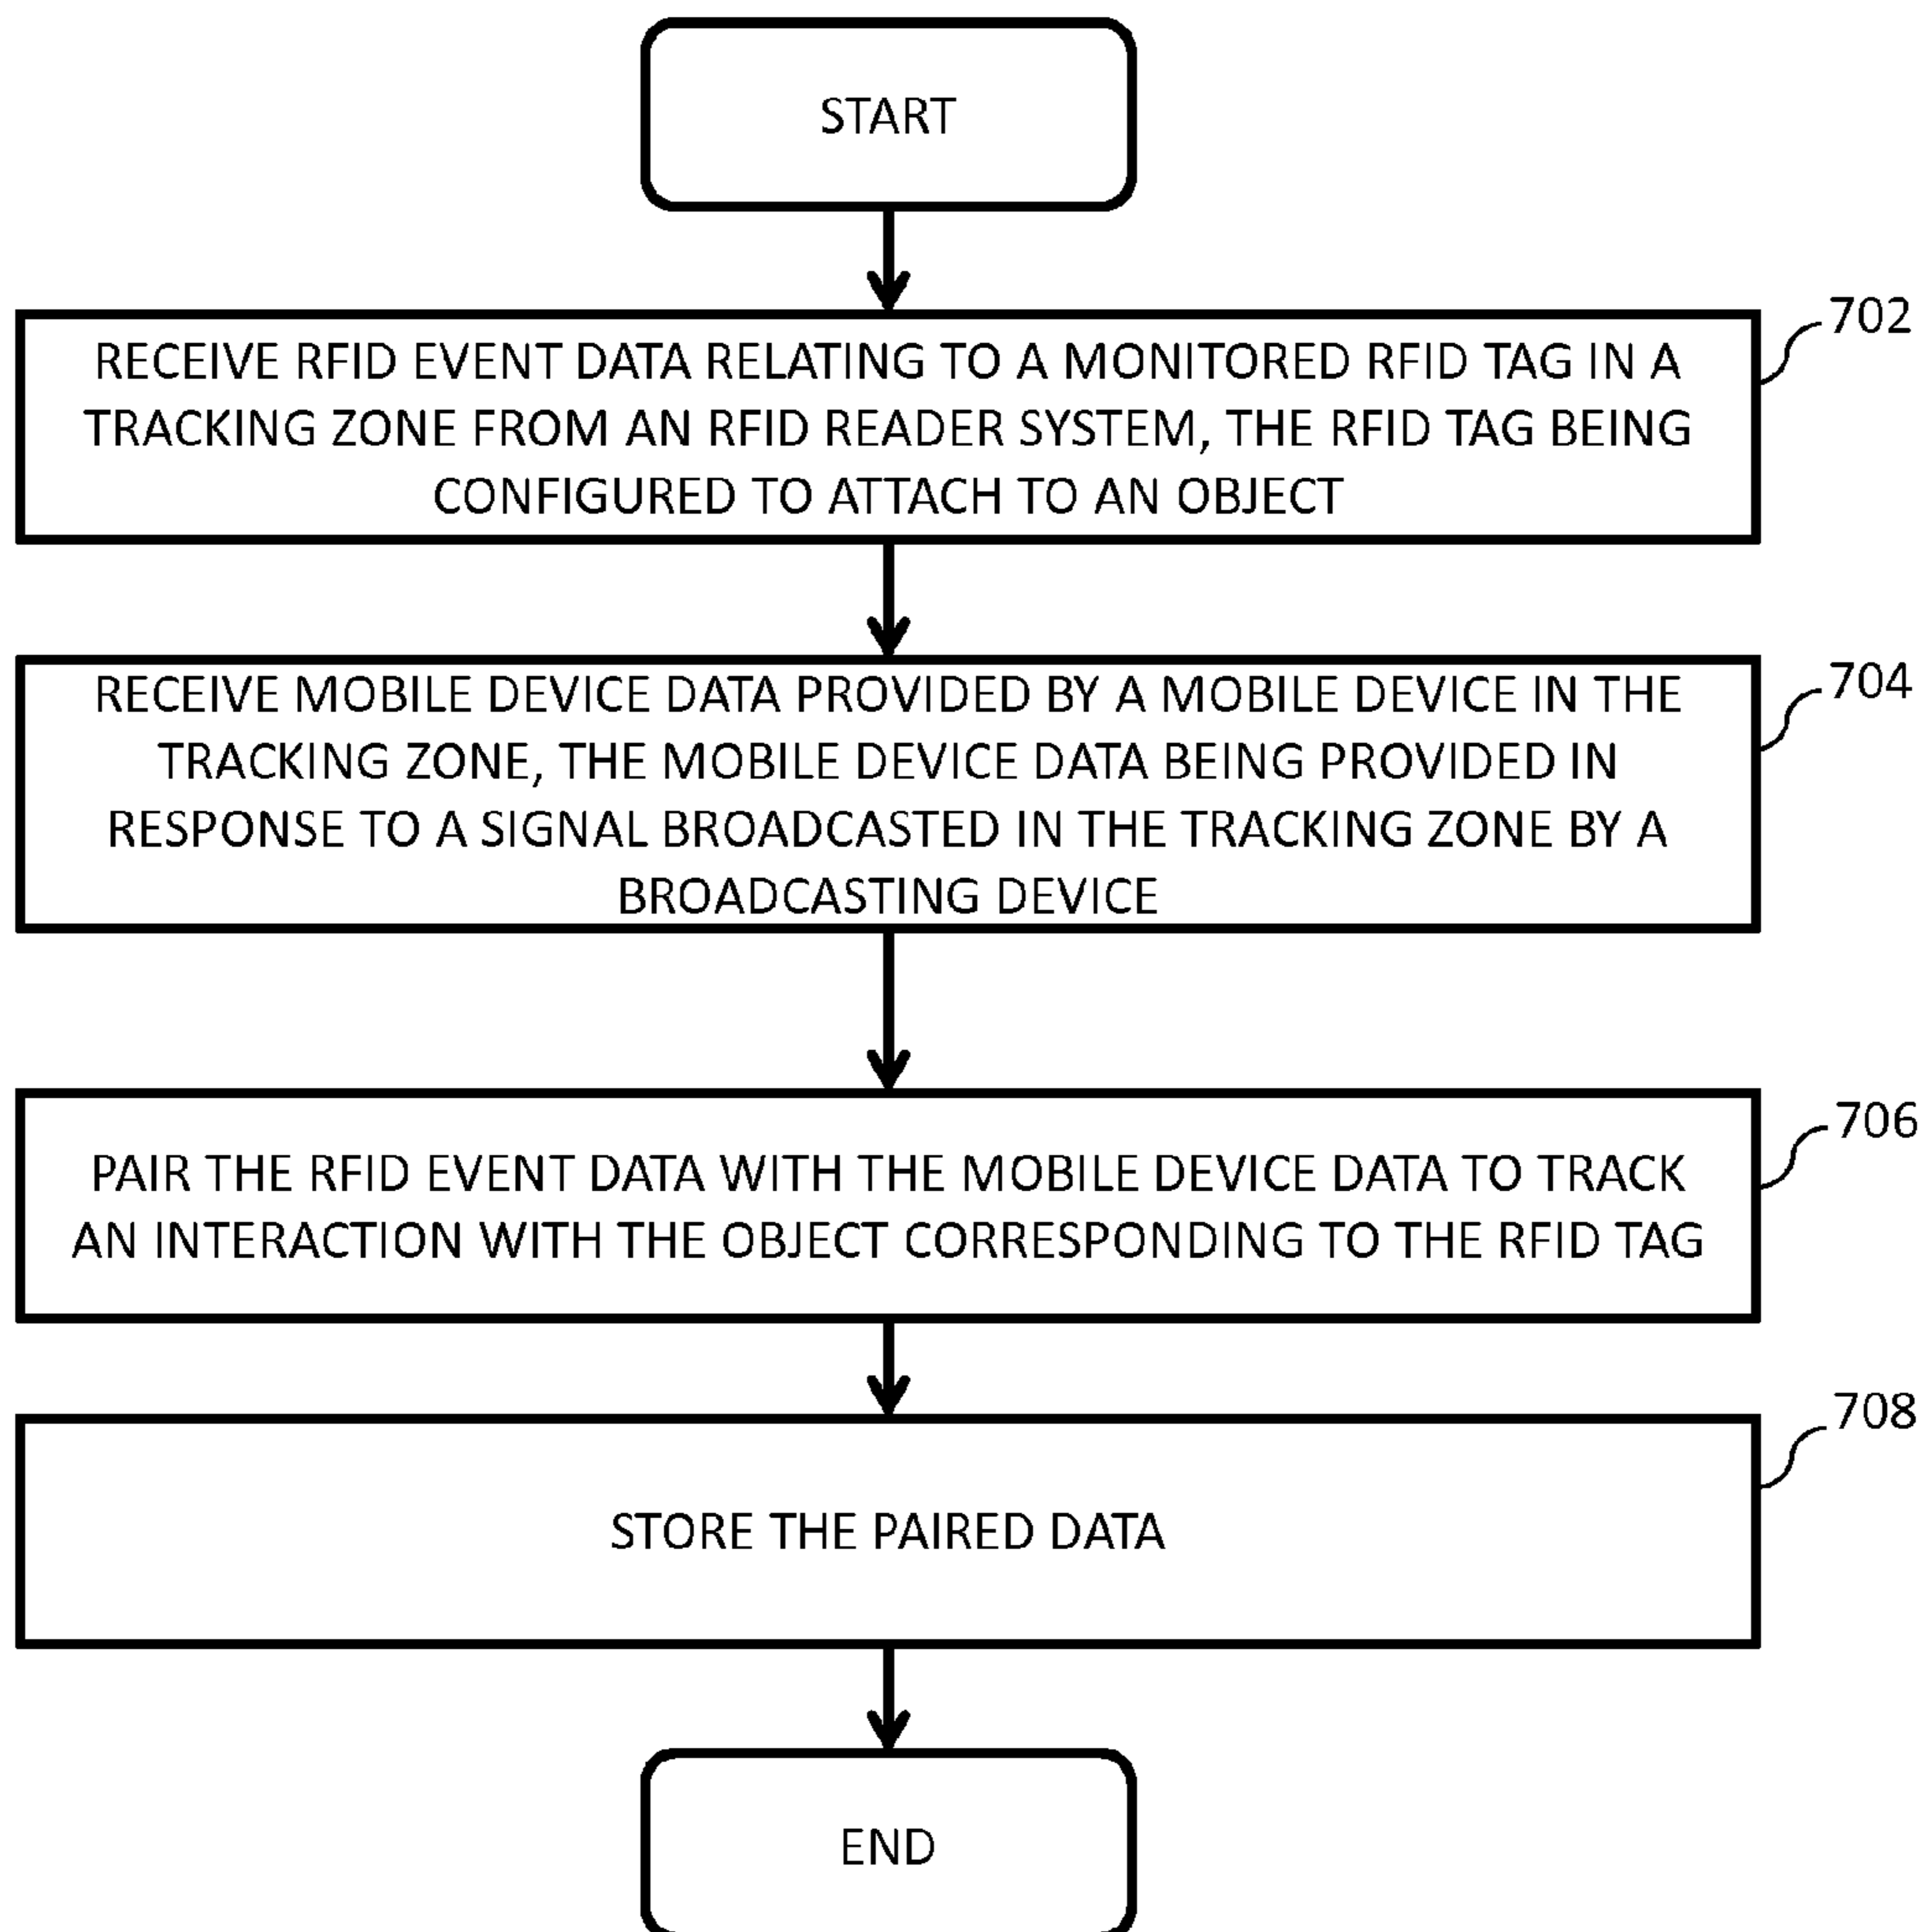 START
702
RECEIVE RFID EVENT DATA RELATING TO A MONITORED RFID TAG IN A
TRACKING ZONE FROM AN RFID READER SYSTEM, THE RFID TAG BEING
CONFIGURED TO ATTACH TO AN OBJECT
704
RECEIVE MOBILE DEVICE DATA PROVIDED BY A MOBILE DEVICE IN THE
TRACKING ZONE, THE MOBILE DEVICE DATA BEING PROVIDED IN
RESPONSE TO A SIGNAL BROADCASTED IN THE TRACKING ZONE BY A
BROADCASTING DEVICE
706
PAIR THE RFID EVENT DATA WITH THE MOBILE DEVICE DATA TO TRACK
AN INTERACTION WITH THE OBJECT CORRESPONDING TO THE RFID TAG
708
STORE THE PAIRED DATA
END